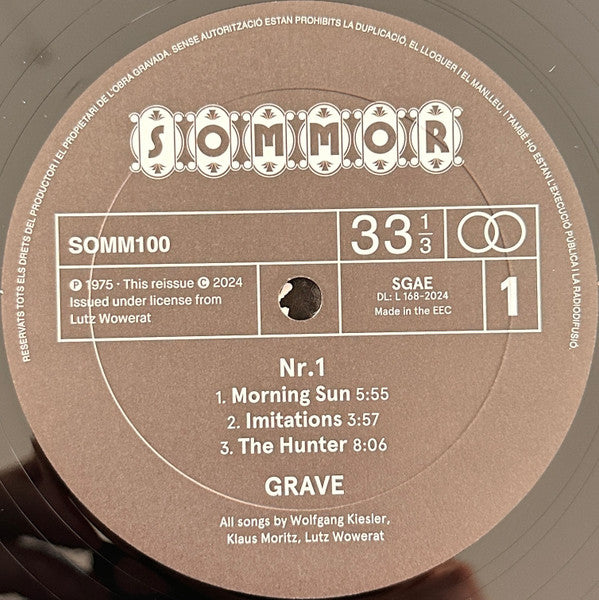 RESERVATS TOTS ELS DRETS DEL PRODUCTOR I EL PROPIETARI DE L'OBRA GRAVADA. SENSE AUTORITZACIÓ ESTAN PROHIBITS LA DUPLICACIÓ, EL LLOGUER I EL MANLLEU, I TAMBÉ HO ESTAN L'EXECUCIÓ PÚBLICA I LA RADIODIFUSIÓ.
SOMMOR
SOMM100
33 1/3
Ⓟ 1975 · This reissue © 2024
Issued under license from
Lutz Wowerat
SGAE
DL: L 168-2024
Made in the EEC
1
Nr.1
1. Morning Sun 5:55
2. Imitations 3:57
3. The Hunter 8:06
GRAVE
All songs by Wolfgang Kiesler,
Klaus Moritz, Lutz Wowerat